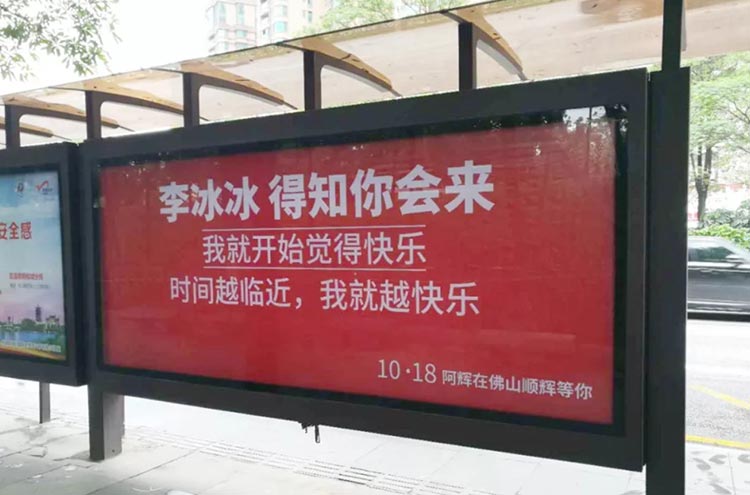 李冰冰 得知你会来
我就开始觉得快乐
时间越临近，我就越快乐
10·18 阿辉在佛山顺辉等你
安全感